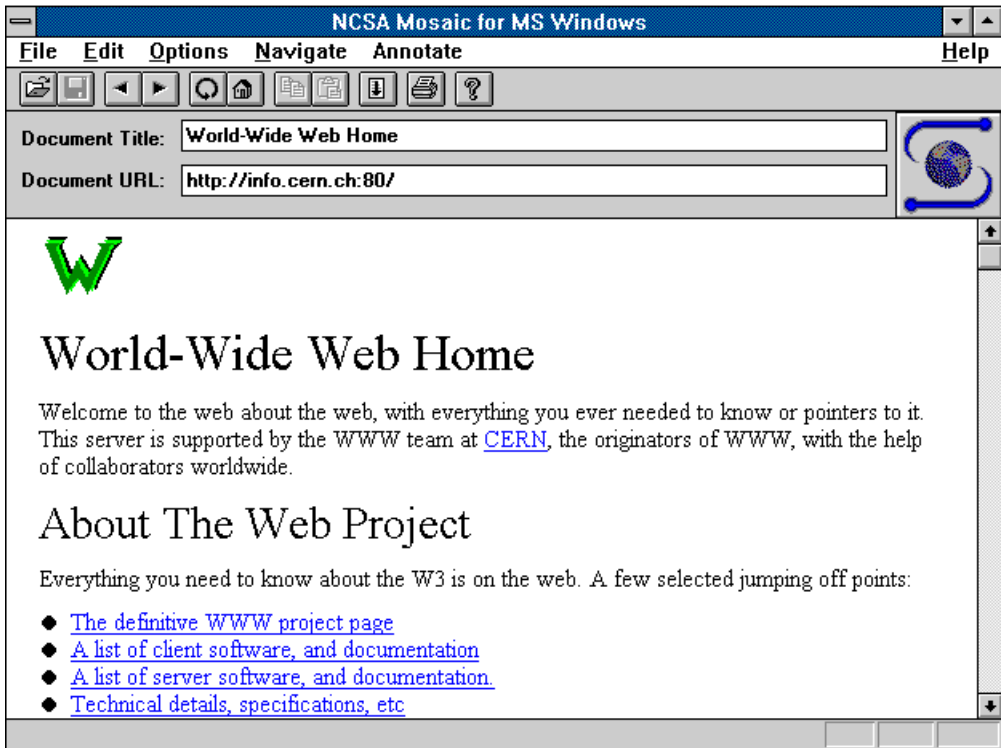 NCSA Mosaic for MS Windows
File Edit Options Navigate Annotate Help
Document Title: World-Wide Web Home
Document URL: http://info.cern.ch:80/
W
World-Wide Web Home
Welcome to the web about the web, with everything you ever needed to know or pointers to it.
This server is supported by the WWW team at CERN, the originators of WWW, with the help
of collaborators worldwide.
About The Web Project
Everything you need to know about the W3 is on the web. A few selected jumping off points:
The definitive WWW project page
A list of client software, and documentation
A list of server software, and documentation.
Technical details, specifications, etc